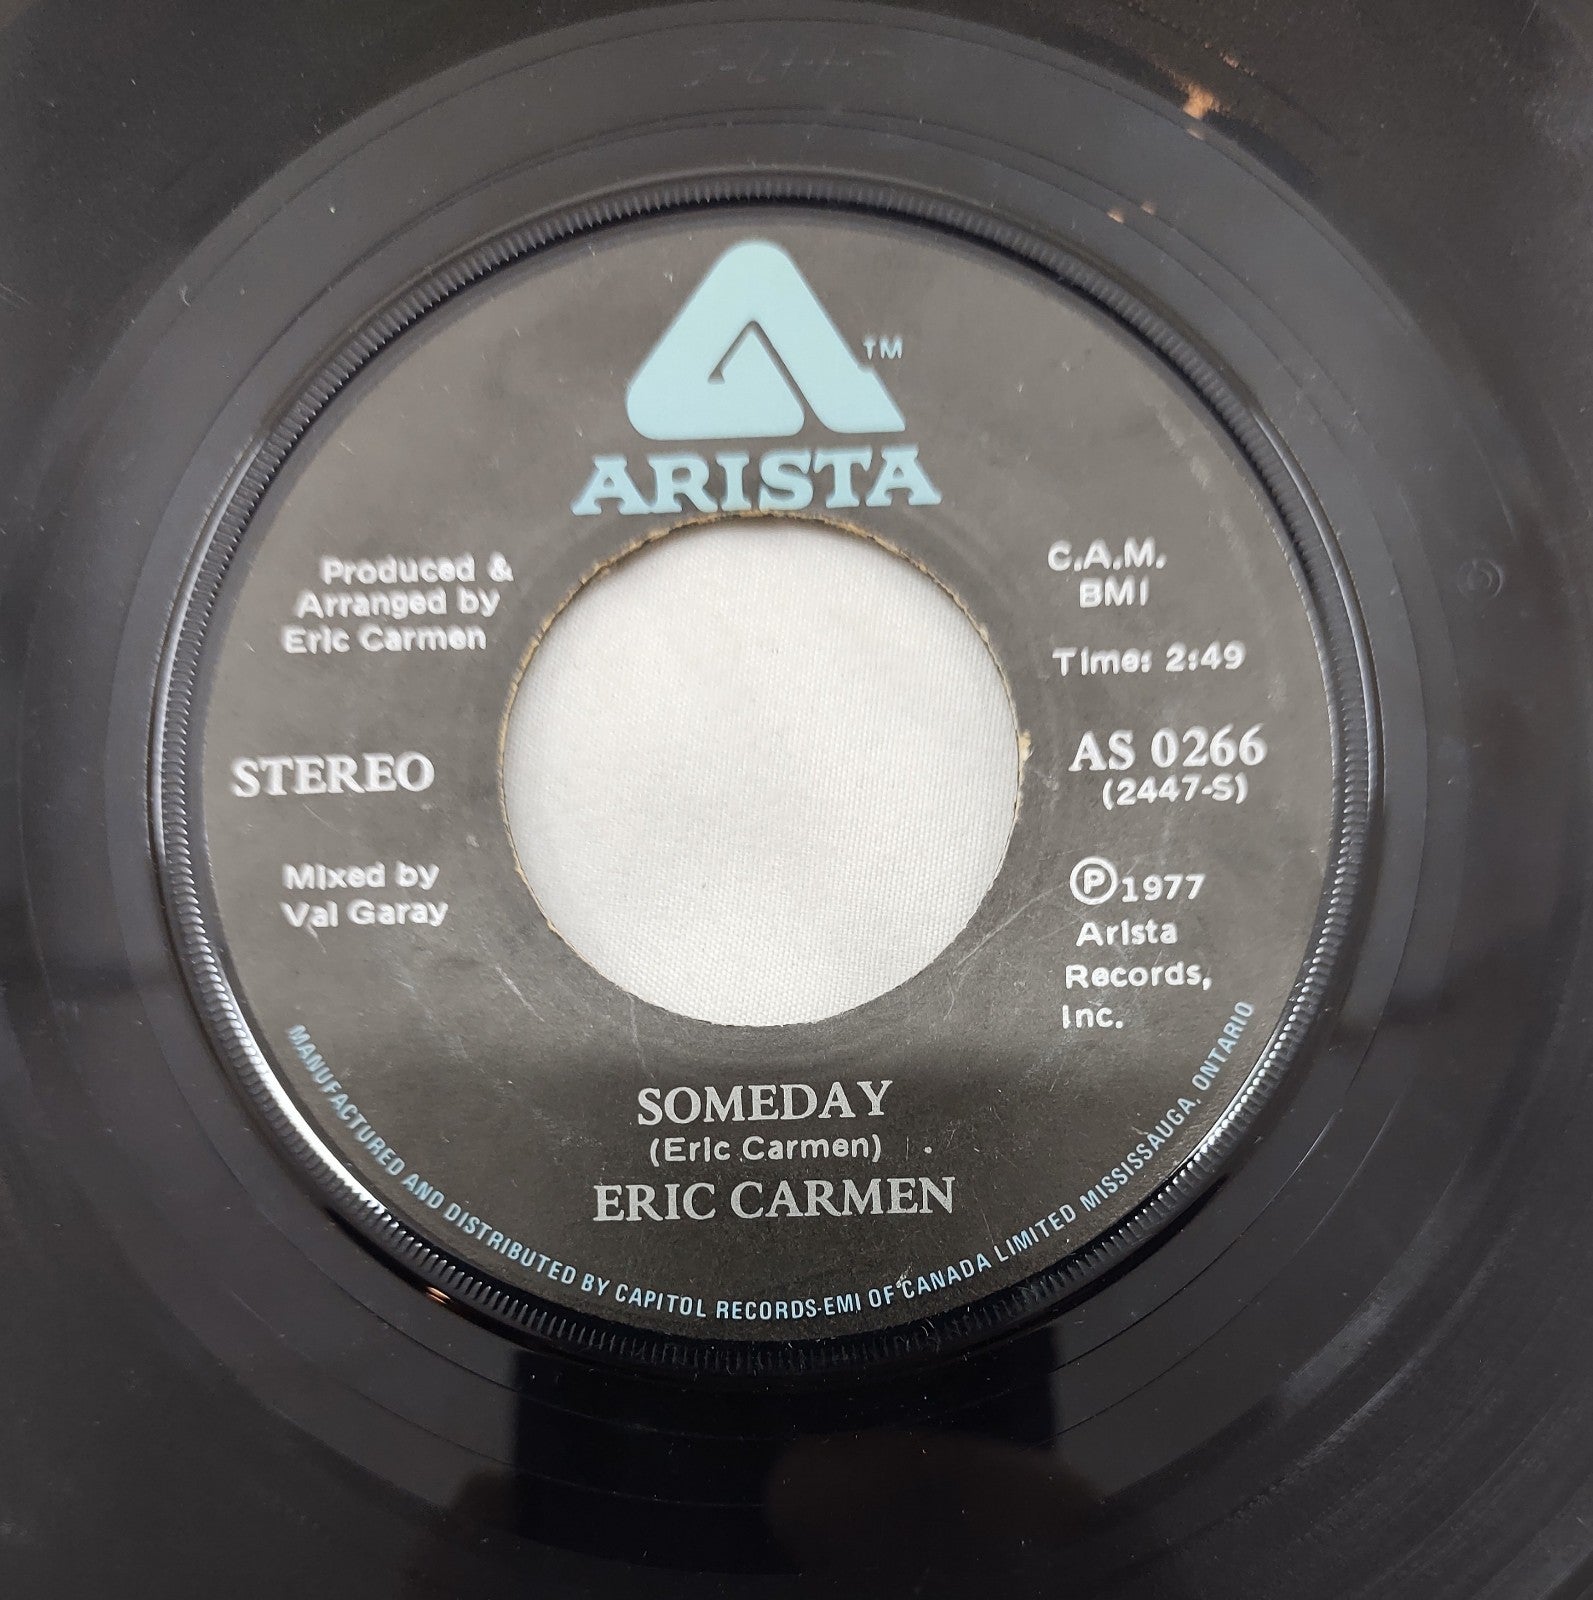 TM
ARISTA
Produced &
Arranged by
Eric Carmen
C.A.M.
BMI
Time: 2:49
STEREO
AS 0266
(2447-S)
Mixed by
Val Garay
Ⓟ1977
Arista
Records,
Inc.
SOMEDAY
(Eric Carmen)
ERIC CARMEN
MANUFACTURED AND DISTRIBUTED BY CAPITOL RECORDS-EMI OF CANADA LIMITED MISSISSAUGA, ONTARIO